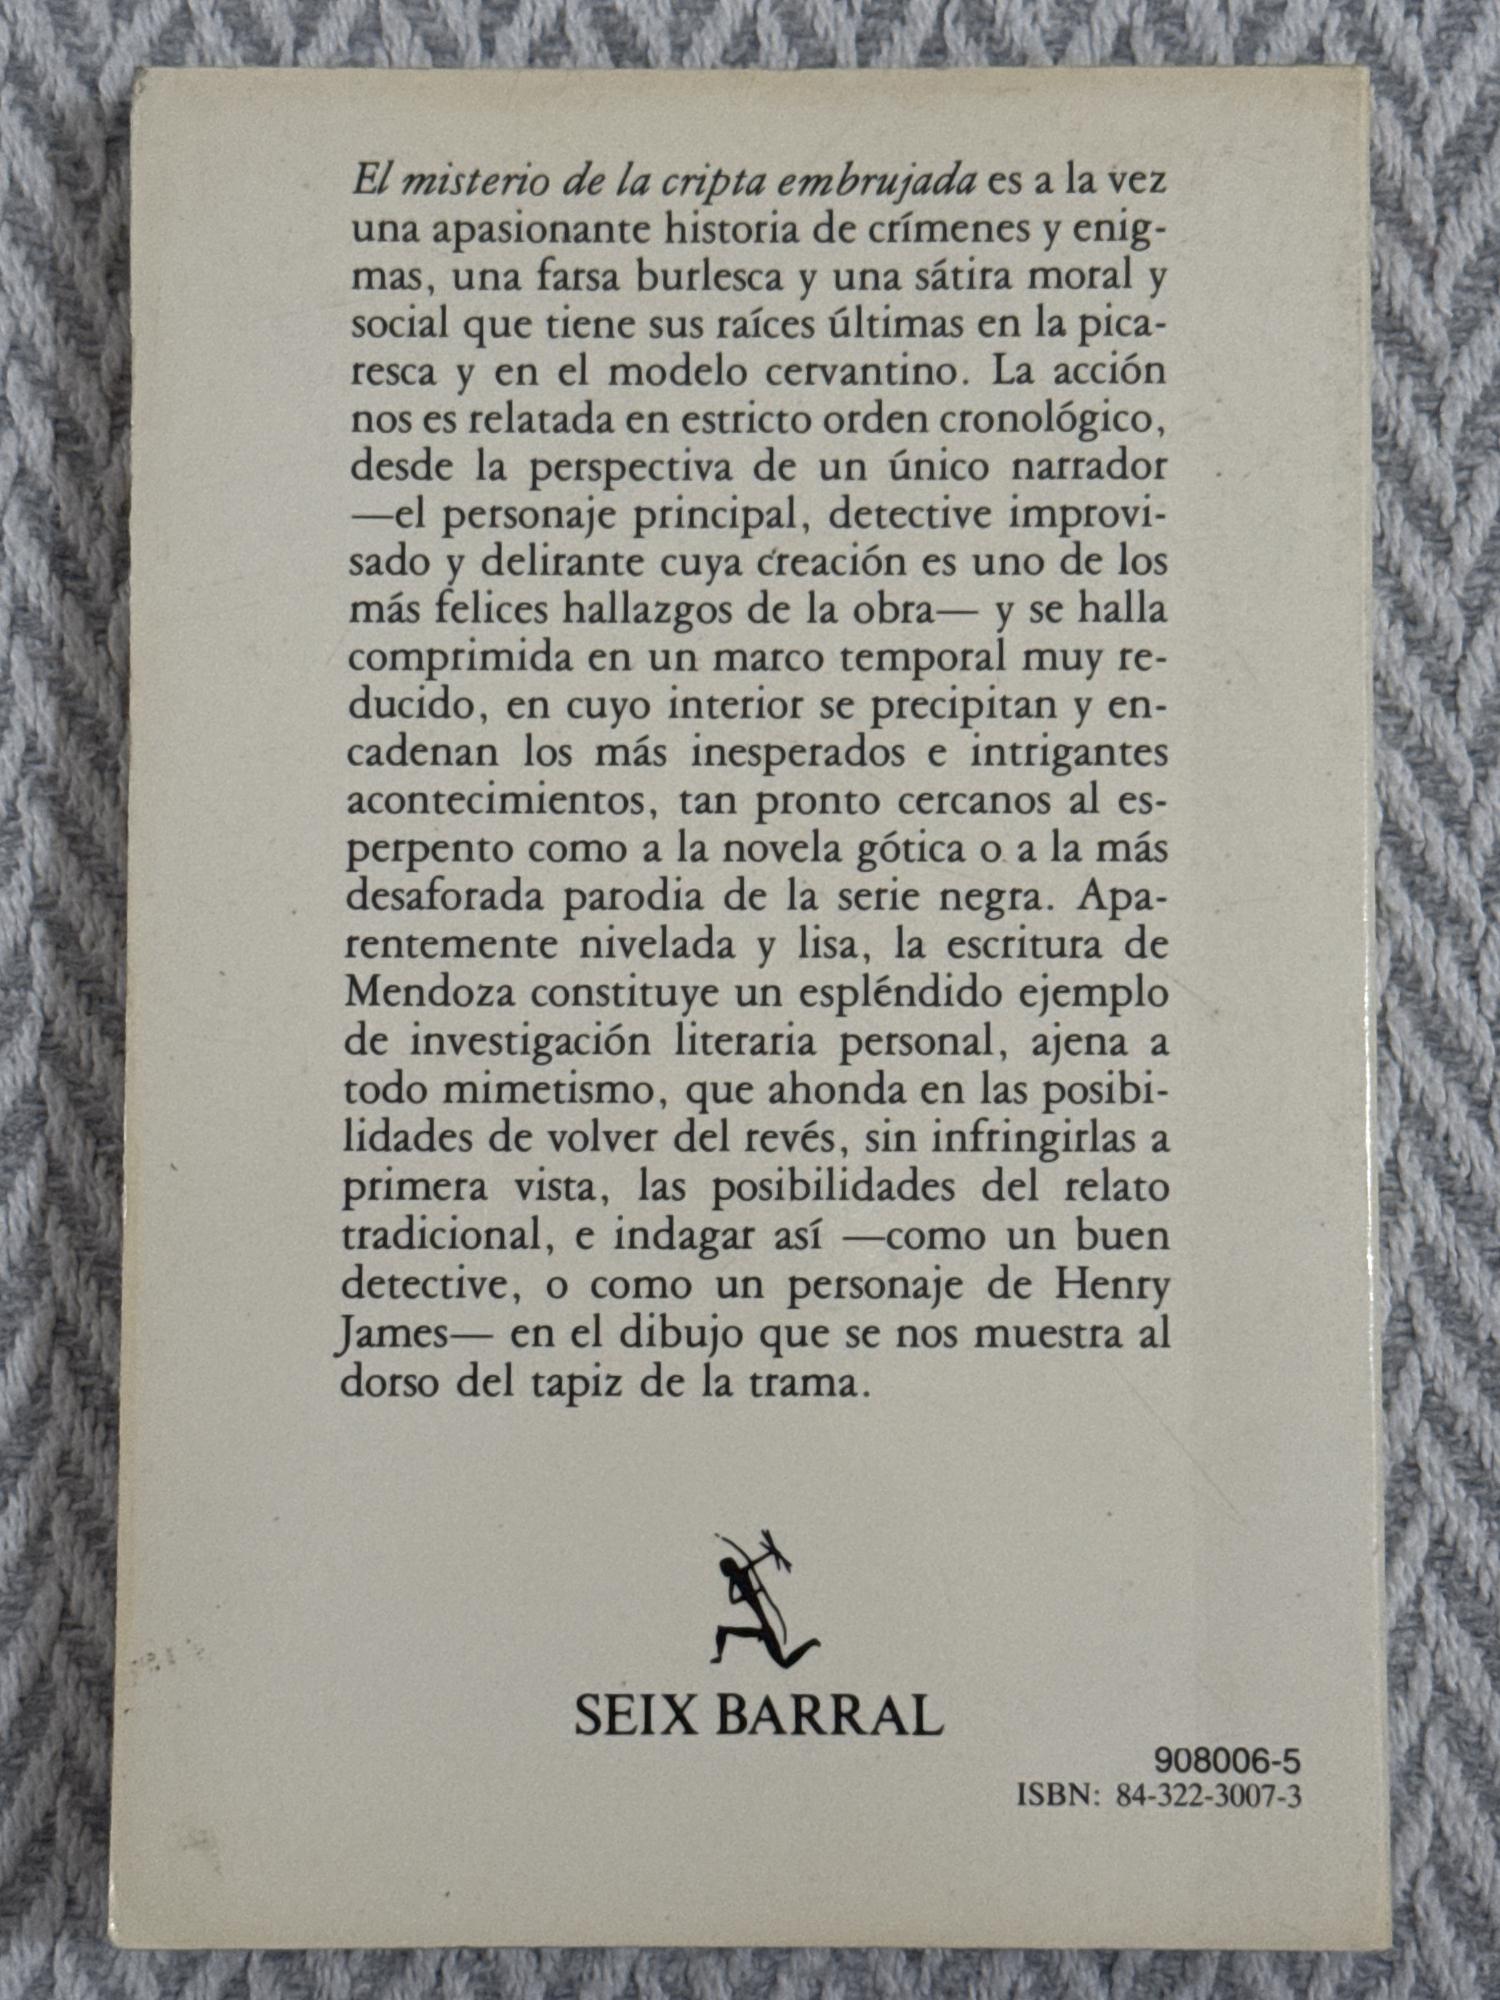 El misterio de la cripta embrujada es a la vez
una apasionante historia de crímenes y enig-
mas, una farsa burlesca y una sátira moral y
social que tiene sus raíces últimas en la pica-
resca y en el modelo cervantino. La acción
nos es relatada en estricto orden cronológico,
desde la perspectiva de un único narrador
—el personaje principal, detective improvi-
sado y delirante cuya creación es uno de los
más felices hallazgos de la obra— y se halla
comprimida en un marco temporal muy re-
ducido, en cuyo interior se precipitan y en-
cadenan los más inesperados e intrigantes
acontecimientos, tan pronto cercanos al es-
perpento como a la novela gótica o a la más
desaforada parodia de la serie negra. Apa-
rentemente nivelada y lisa, la escritura de
Mendoza constituye un espléndido ejemplo
de investigación literaria personal, ajena a
todo mimetismo, que ahonda en las posibi-
lidades de volver del revés, sin infringirlas a
primera vista, las posibilidades del relato
tradicional, e indagar así —como un buen
detective, o como un personaje de Henry
James— en el dibujo que se nos muestra al
dorso del tapiz de la trama.
SEIX BARRAL
908006-5
ISBN: 84-322-3007-3